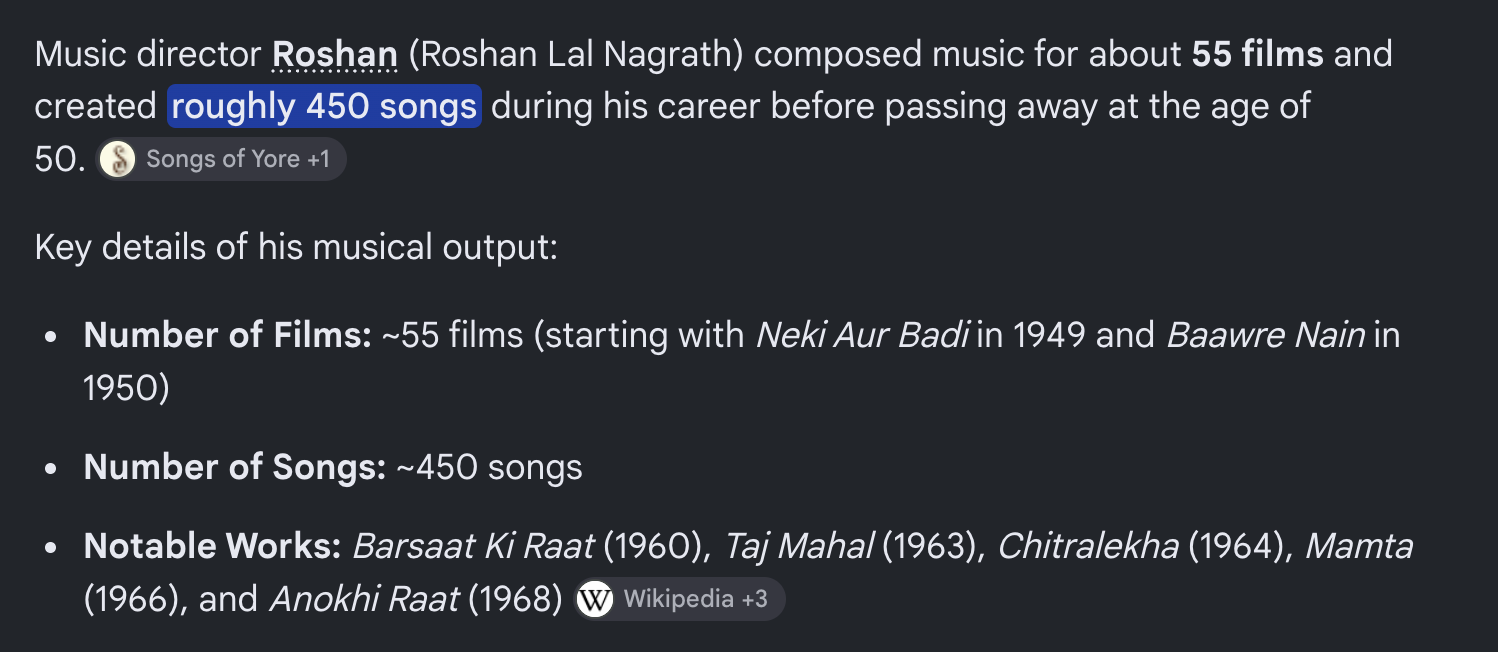 Music director Roshan (Roshan Lal Nagrath) composed music for about 55 films and
created roughly 450 songs during his career before passing away at the age of
50. Songs of Yore +1
Key details of his musical output:
• Number of Films: ~55 films (starting with Neki Aur Badi in 1949 and Baawre Nain in
1950)
• Number of Songs: ~450 songs
• Notable Works: Barsaat Ki Raat (1960), Taj Mahal (1963), Chitralekha (1964), Mamta
(1966), and Anokhi Raat (1968) W Wikipedia +3